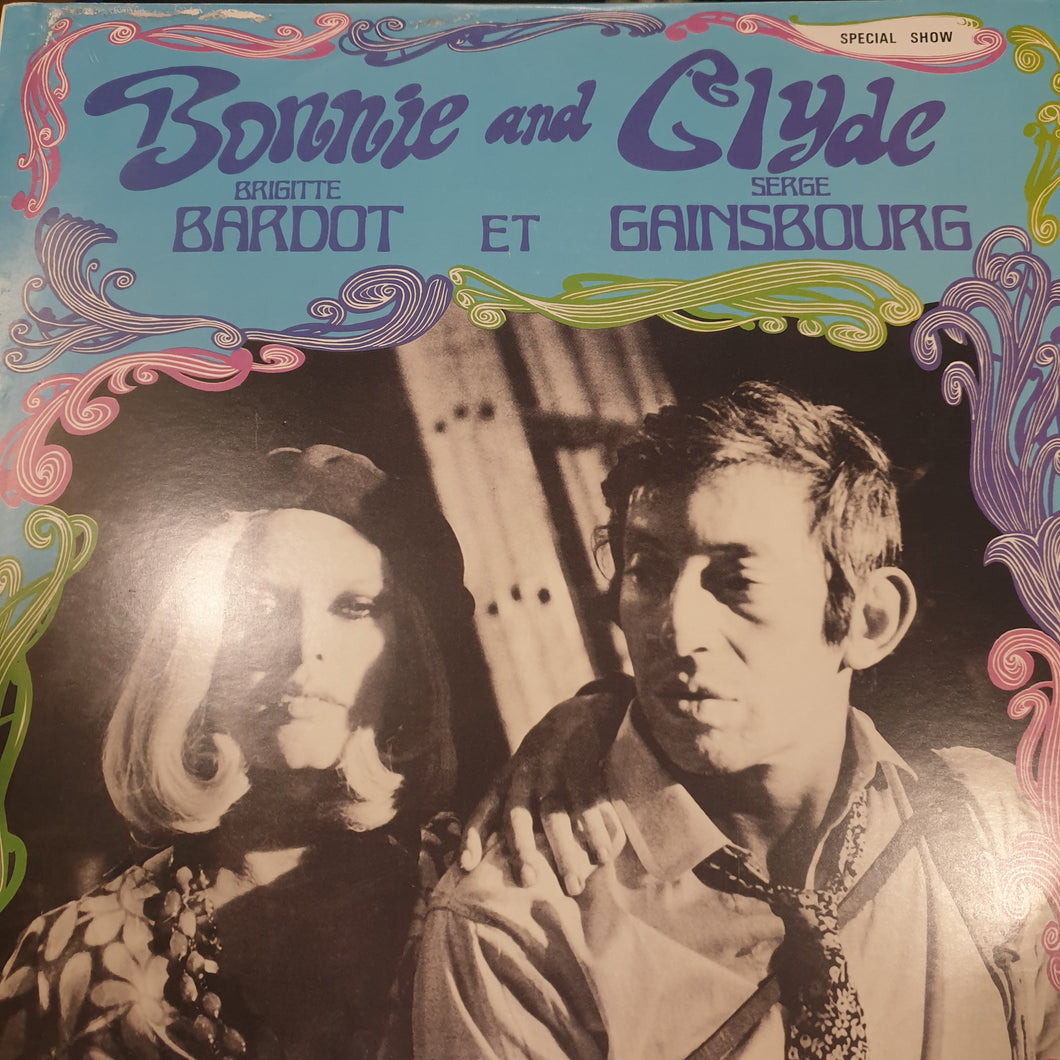 SPECIAL SHOW
Bonnie and Clyde
BRIGITTE SERGE
BARDOT ET GAINSBOURG